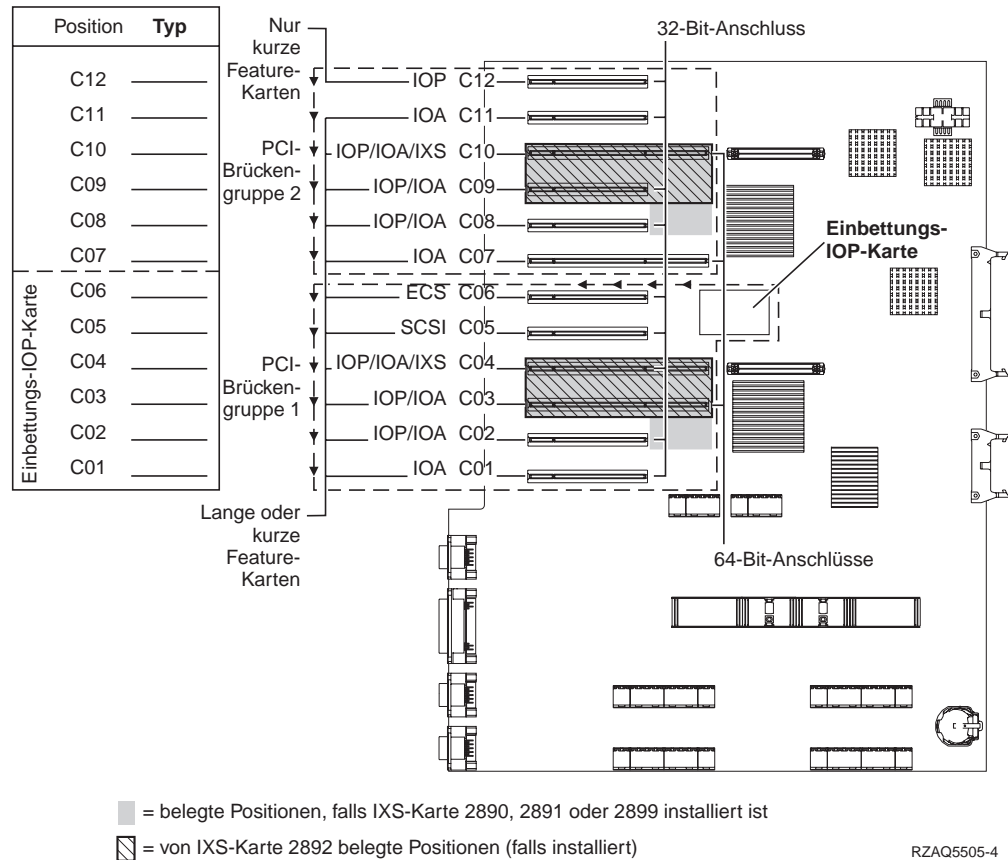 Position Typ
C12
C11
C10
C09
C08
C07
C06
C05
C04
C03
C02
C01
Einbettungs-IOP-Karte
Nur
kurze
Feature-
Karten
PCI-
Brücken-
gruppe 2
PCI-
Brücken-
gruppe 1
Lange oder
kurze
Feature-
Karten
IOP C12
IOA C11
IOP/IOA/IXS C10
IOP/IOA C09
IOP/IOA C08
IOA C07
ECS C06
SCSI C05
IOP/IOA/IXS C04
IOP/IOA C03
IOP/IOA C02
IOA C01
32-Bit-Anschluss
Einbettungs-
IOP-Karte
64-Bit-Anschlüsse
= belegte Positionen, falls IXS-Karte 2890, 2891 oder 2899 installiert ist
= von IXS-Karte 2892 belegte Positionen (falls installiert)
RZAQ5505-4